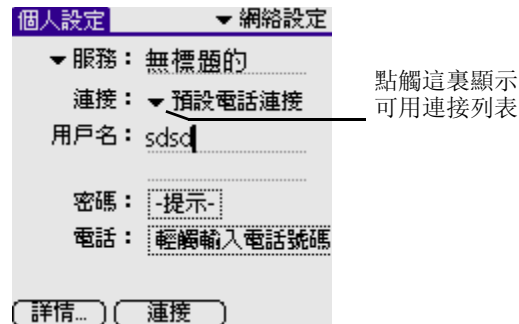 個人設定 網絡設定
服務： 無標題的
連接： 預設電話連接
用戶名： sdsd
密碼： -提示-
電話： 輕觸輸入電話號碼
詳情... 連接
點觸這裏顯示
可用連接列表